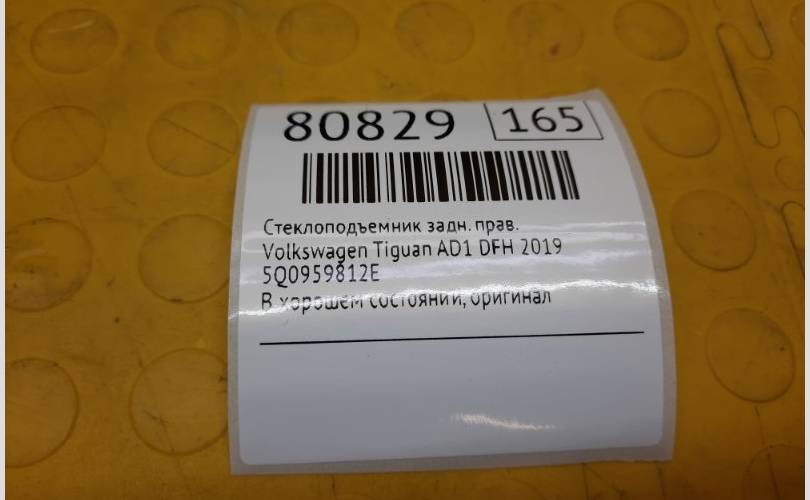 80829 165
Стеклоподъемник задн. прав.
Volkswagen Tiguan AD1 DFH 2019
5Q0959812E
В хорошем состоянии, оригинал